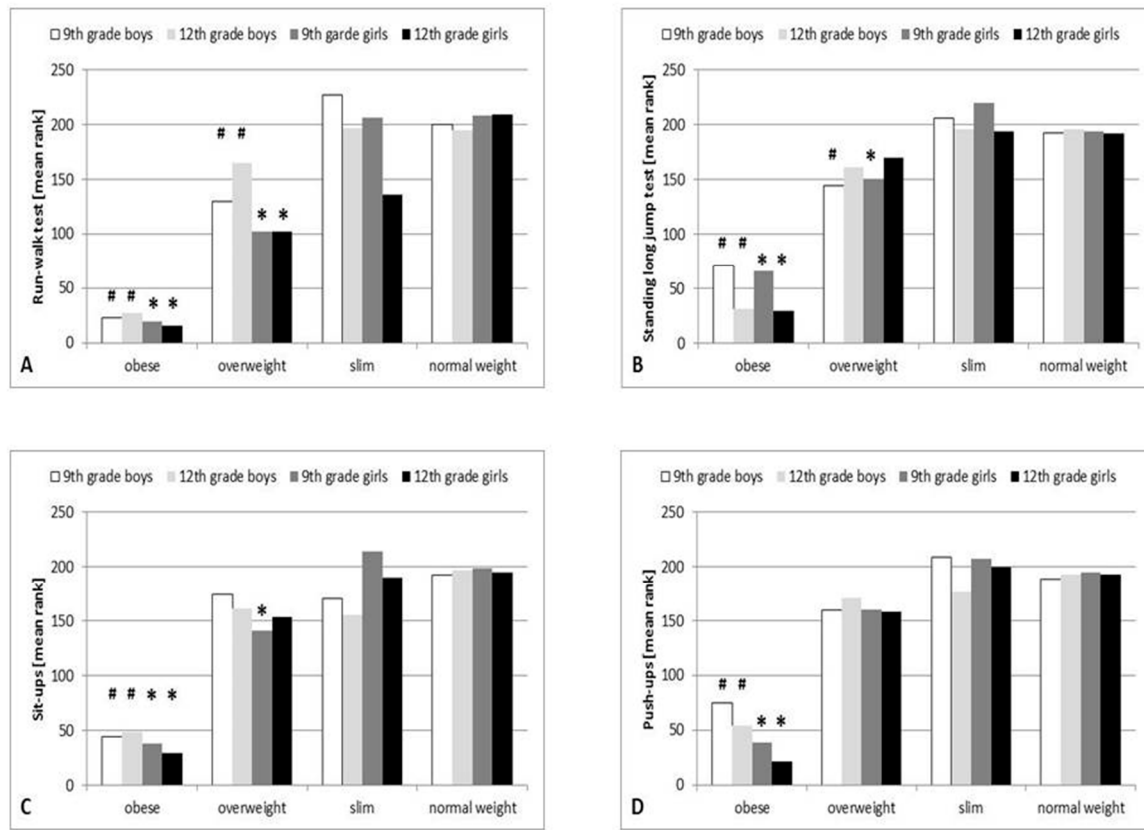 9th grade boys 12th grade boys 9th garde girls 12th grade girls
Run-walk test [mean rank]
250
200
150
100
50
0
# #
* *
# #
* *
obese overweight slim normal weight
A
9th grade boys 12th grade boys 9th garde girls 12th grade girls
Standing long jump test [mean rank]
250
200
150
100
50
0
# *
# #
* *
obese overweight slim normal weight
B
9th grade boys 12th grade boys 9th garde girls 12th grade girls
Sit-ups [mean rank]
250
200
150
100
50
0
*
# # * *
obese overweight slim normal weight
C
9th grade boys 12th grade boys 9th garde girls 12th grade girls
Push-ups [mean rank]
250
200
150
100
50
0
# #
* *
obese overweight slim normal weight
D